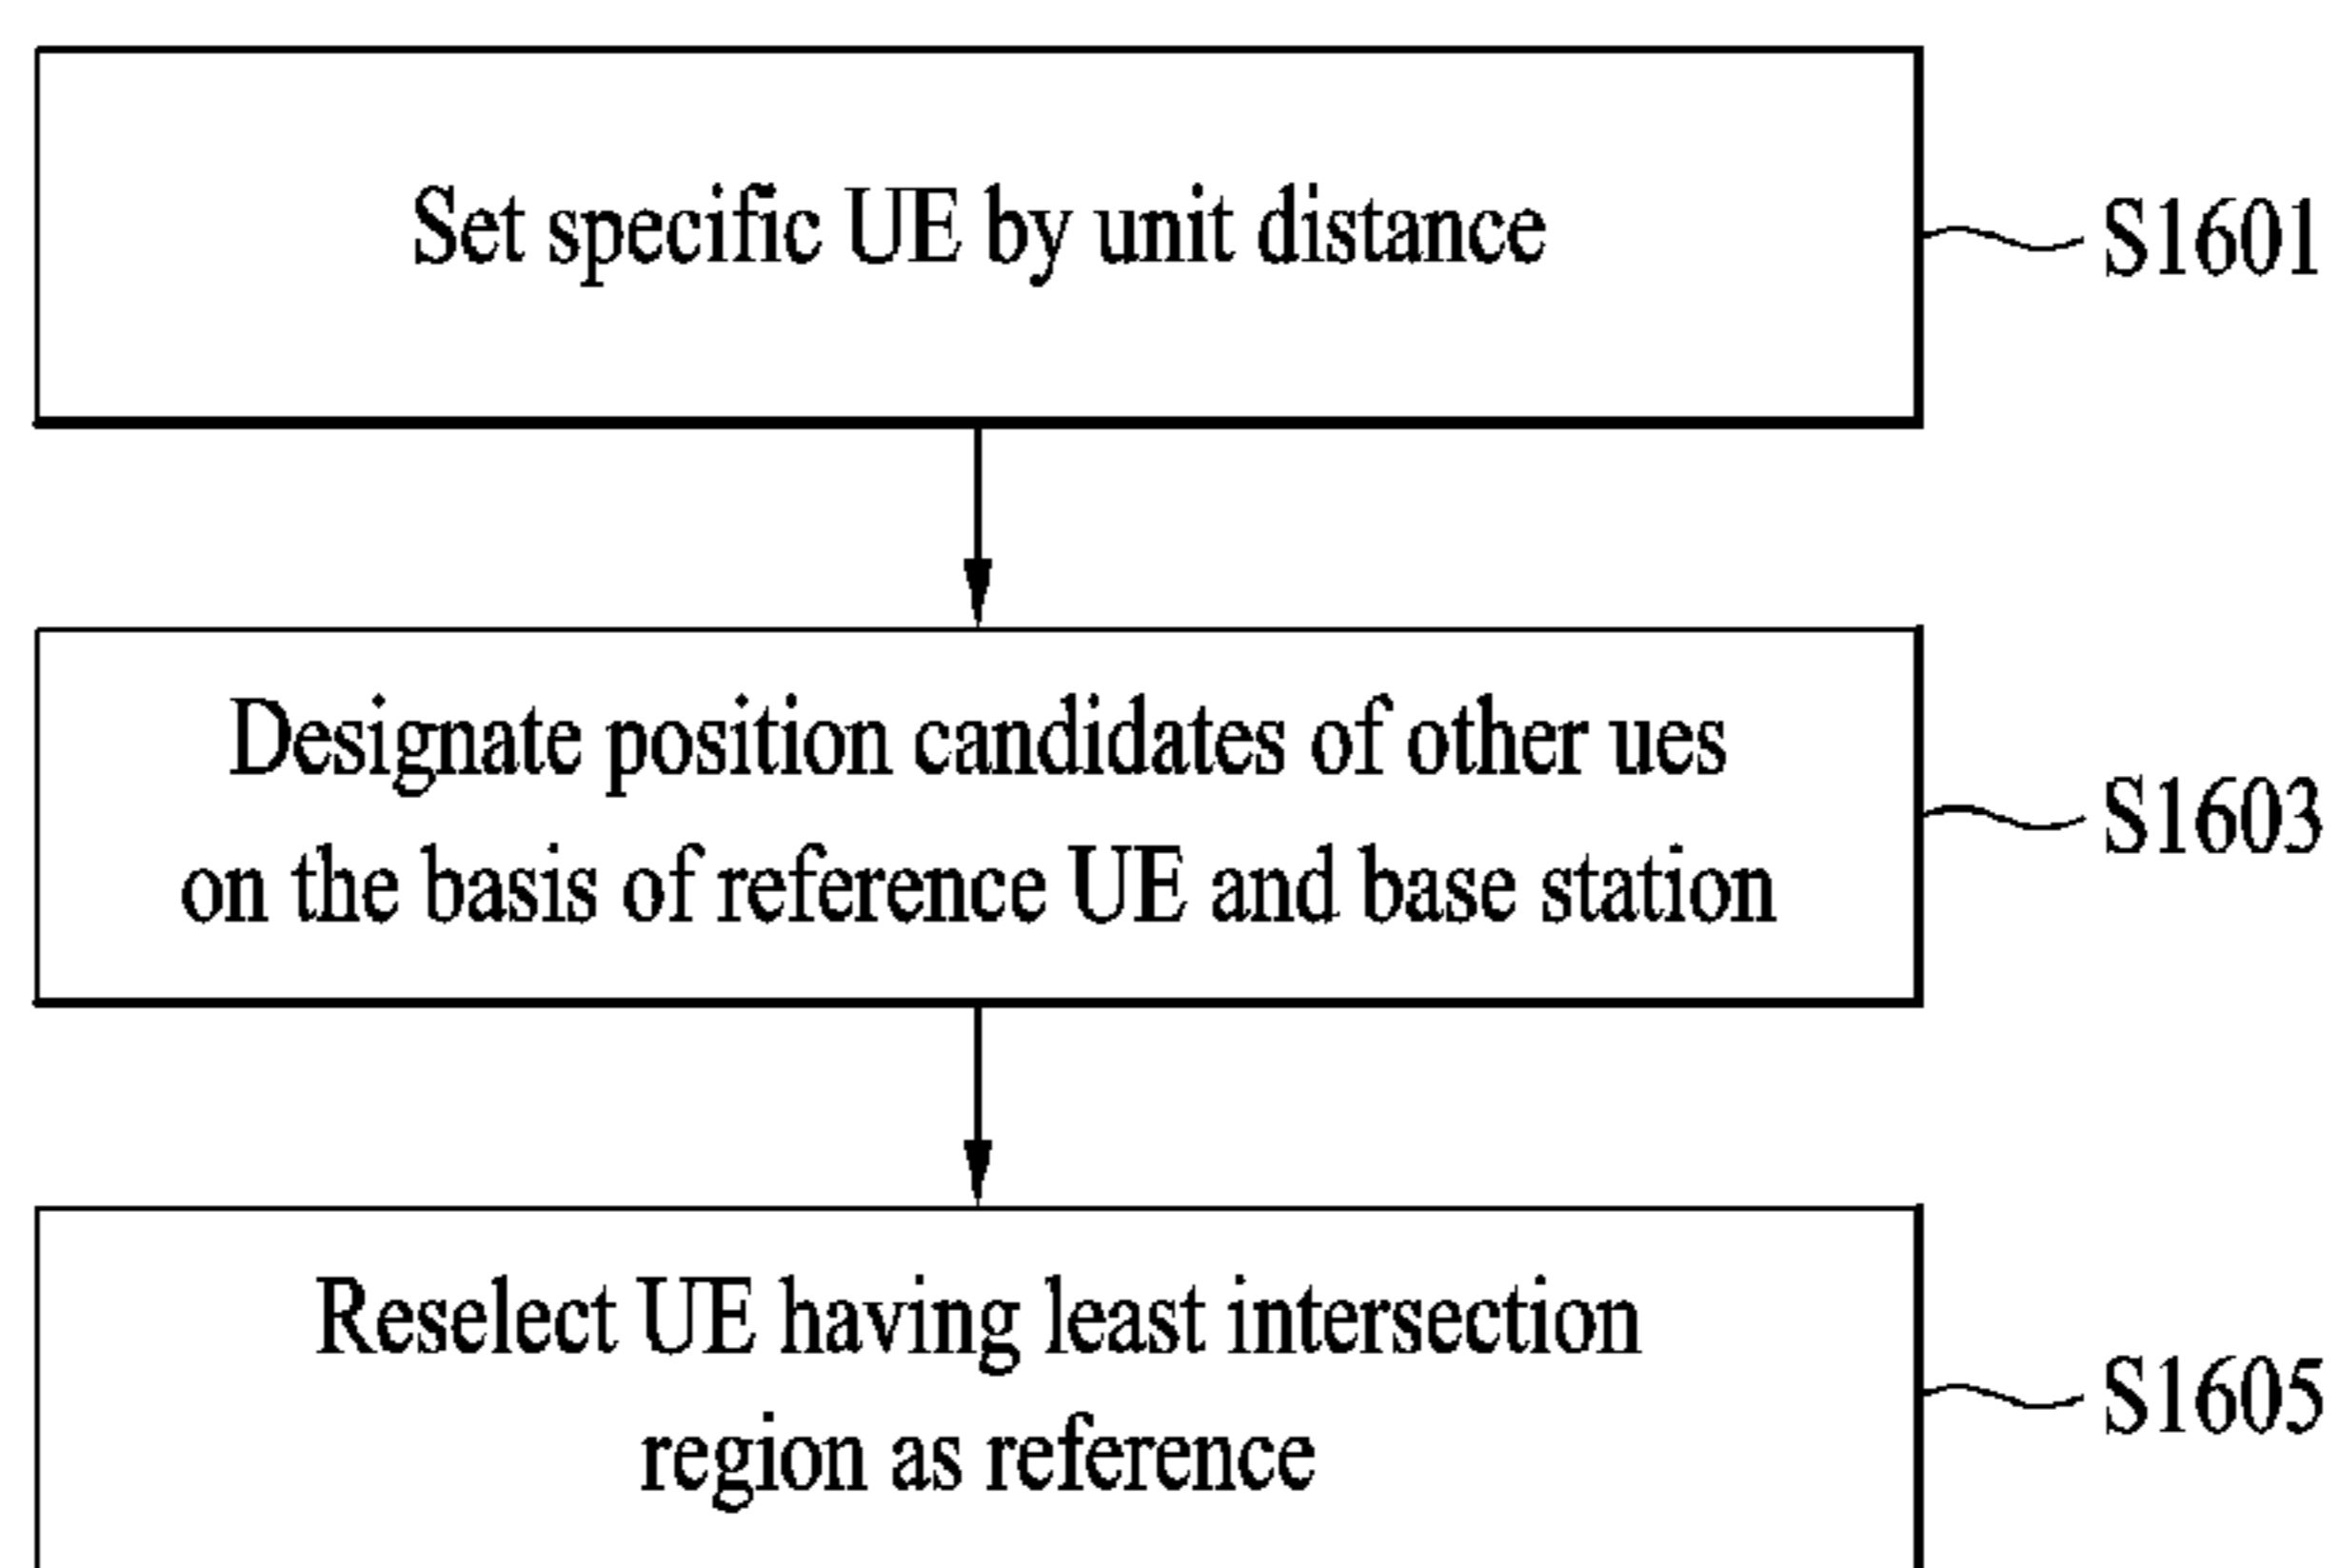 Set specific UE by unit distance
S1601
Designate position candidates of other ues
on the basis of reference UE and base station
S1603
Reselect UE having least intersection
region as reference
S1605